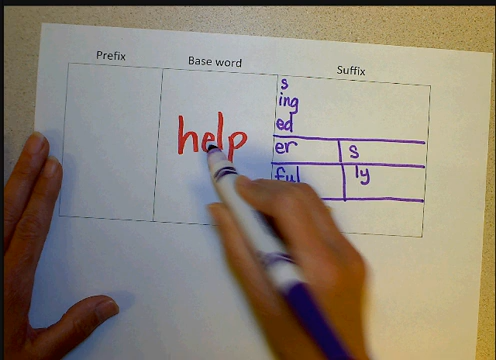 Prefix Base word Suffix
s
ing
ed
help
er s
ful ly